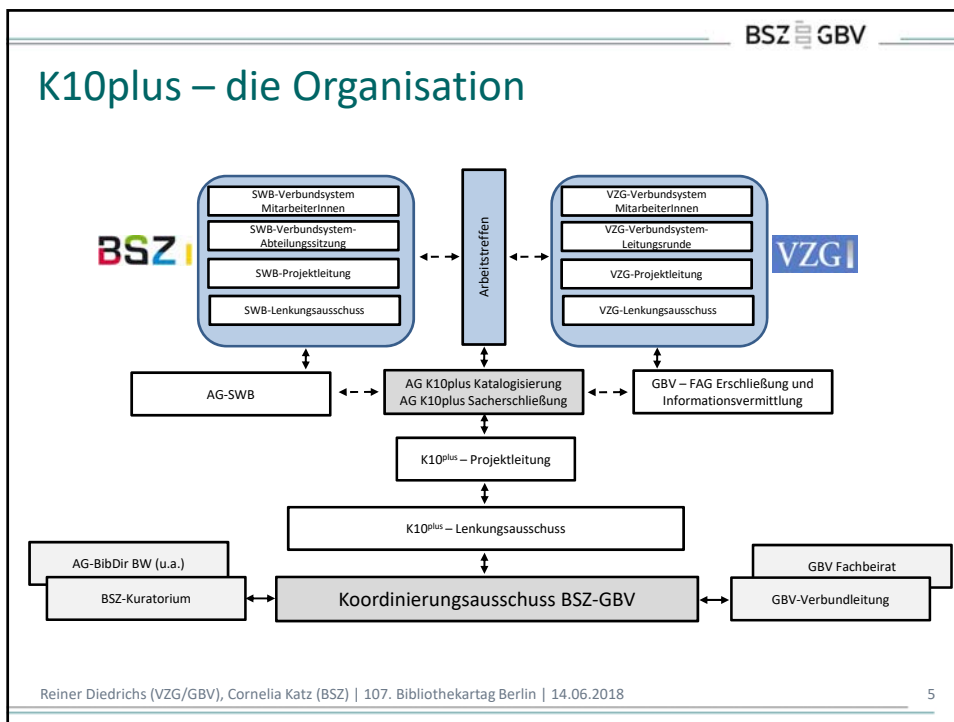 BSZ GBV
K10plus – die Organisation
SWB-Verbundsystem
MitarbeiterInnen
SWB-Verbundsystem-
Abteilungssitzung
SWB-Projektleitung
SWB-Lenkungsausschuss
BSZ
Arbeitstreffen
VZG-Verbundsystem
MitarbeiterInnen
VZG-Verbundsystem-
Leitungsrunde
VZG-Projektleitung
VZG-Lenkungsausschuss
VZG
AG-SWB
AG K10plus Katalogisierung
AG K10plus Sacherschließung
GBV – FAG Erschließung und
Informationsvermittlung
K10plus – Projektleitung
K10plus – Lenkungsausschuss
AG-BibDir BW (u.a.)
BSZ-Kuratorium
Koordinierungsausschuss BSZ-GBV
GBV Fachbeirat
GBV-Verbundleitung
Reiner Diedrichs (VZG/GBV), Cornelia Katz (BSZ) | 107. Bibliothekartag Berlin | 14.06.2018
5